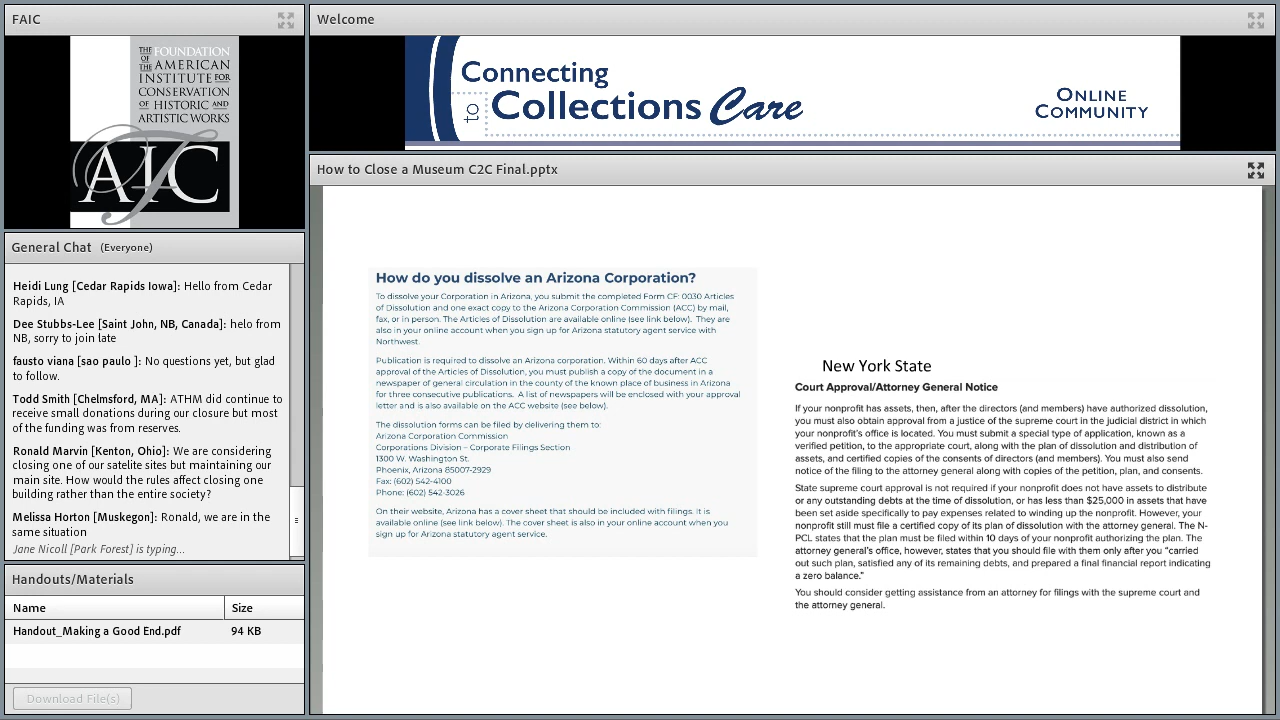 FAIC
THE FOUNDATION
OF THE AMERICAN
INSTITUTE FOR
CONSERVATION
OF HISTORIC AND
ARTISTIC WORKS
AIC
General Chat (Everyone)
Heidi Lung [Cedar Rapids Iowa]: Hello from Cedar
Rapids, IA
Dee Stubbs-Lee [Saint John, NB, Canada]: helo from
NB, sorry to join late
fausto viana [sao paulo ]: No questions yet, but glad
to follow.
Todd Smith [Chelmsford, MA]: ATHM did continue to
receive small donations during our closure but most
of the funding was from reserves.
Ronald Marvin [Kenton, Ohio]: We are considering
closing one of our satelite sites but maintaining our
main site. How would the rules affect closing one
building rather than the entire society?
Melissa Horton [Muskegon]: Ronald, we are in the
same situation
Jane Nicoll [Park Forest] is typing...
Handouts/Materials
Name Size
Handout_Making a Good End.pdf 94 KB
Download File(s)
Welcome
Connecting
to Collections Care
ONLINE
COMMUNITY
How to Close a Museum C2C Final.pptx
How do you dissolve an Arizona Corporation?
To dissolve your Corporation in Arizona, you submit the completed Form CF: 0030 Articles
of Dissolution and one exact copy to the Arizona Corporation Commission (ACC) by mail,
fax, or in person. The Articles of Dissolution are available online (see link below). They are
also in your online account when you sign up for Arizona statutory agent service with
Northwest.
Publication is required to dissolve an Arizona corporation. Within 60 days after ACC
approval of the Articles of Dissolution, you must publish a copy of the document in a
newspaper of general circulation in the county of the known place of business in Arizona
for three consecutive publications. A list of newspapers will be enclosed with your approval
letter and is also available on the ACC website (see below).
The dissolution forms can be filed by delivering them to:
Arizona Corporation Commission
Corporations Division – Corporate Filings Section
1300 W. Washington St.
Phoenix, Arizona 85007-2929
Fax: (602) 542-4100
Phone: (602) 542-3026
On their website, Arizona has a cover sheet that should be included with filings. It is
available online (see link below). The cover sheet is also in your online account when you
sign up for Arizona statutory agent service.
New York State
Court Approval/Attorney General Notice
If your nonprofit has assets, then, after the directors (and members) have authorized dissolution,
you must also obtain approval from a justice of the supreme court in the judicial district in which
your nonprofit's office is located. You must submit a special type of application, known as a
verified petition, to the appropriate court, along with the plan of dissolution and distribution of
assets, and certified copies of the consents of directors (and members). You must also send
notice of the filing to the attorney general along with copies of the petition, plan, and consents.
State supreme court approval is not required if your nonprofit does not have assets to distribute
or any outstanding debts at the time of dissolution, or has less than $25,000 in assets that have
been set aside specifically to pay expenses related to winding up the nonprofit. However, your
nonprofit still must file a certified copy of its plan of dissolution with the attorney general. The N-
PCL states that the plan must be filed within 10 days of your nonprofit authorizing the plan. The
attorney general's office, however, states that you should file with them only after you "carried
out such plan, satisfied any of its remaining debts, and prepared a final financial report indicating
a zero balance."
You should consider getting assistance from an attorney for filings with the supreme court and
the attorney general.